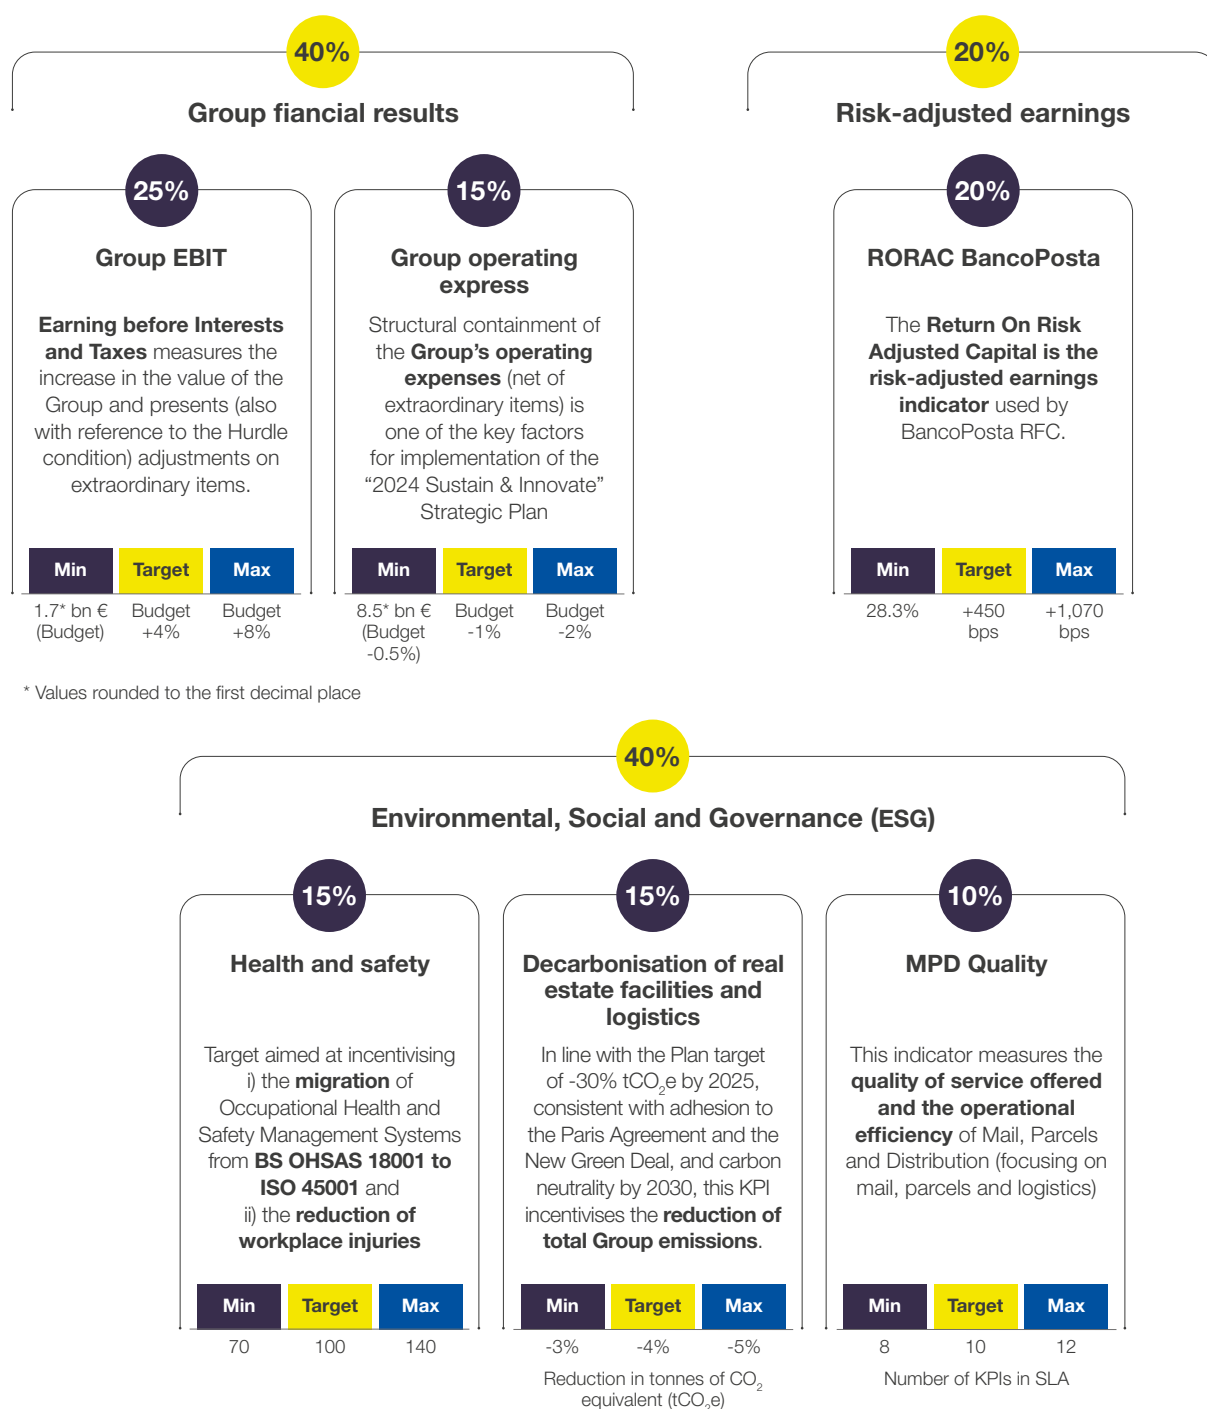 40%
Group fiancial results
25%
Group EBIT
Earning before Interests
and Taxes measures the
increase in the value of the
Group and presents (also
with reference to the Hurdle
condition) adjustments on
extraordinary items.
Min Target Max
1.7* bn € (Budget)
Budget +4%
Budget +8%
15%
Group operating
express
Structural containment of
the Group’s operating
expenses (net of
extraordinary items) is
one of the key factors
for implementation of the
“2024 Sustain & Innovate”
Strategic Plan
Min Target Max
8.5* bn € (Budget -0.5%)
Budget -1%
Budget -2%
20%
Risk-adjusted earnings
20%
RORAC BancoPosta
The Return On Risk
Adjusted Capital is the
risk-adjusted earnings
indicator used by
BancoPosta RFC.
Min Target Max
28.3%
+450 bps
+1,070 bps
* Values rounded to the first decimal place
40%
Environmental, Social and Governance (ESG)
15%
Health and safety
Target aimed at incentivising
i) the migration of
Occupational Health and
Safety Management Systems
from BS OHSAS 18001 to
ISO 45001 and
ii) the reduction of
workplace injuries
Min Target Max
70 100 140
15%
Decarbonisation of real
estate facilities and
logistics
In line with the Plan target
of -30% tCO₂e by 2025,
consistent with adhesion to
the Paris Agreement and the
New Green Deal, and carbon
neutrality by 2030, this KPI
incentivises the reduction of
total Group emissions.
Min Target Max
-3% -4% -5%
Reduction in tonnes of CO₂
equivalent (tCO₂e)
10%
MPD Quality
This indicator measures the
quality of service offered
and the operational
efficiency of Mail, Parcels
and Distribution (focusing on
mail, parcels and logistics)
Min Target Max
8 10 12
Number of KPIs in SLA